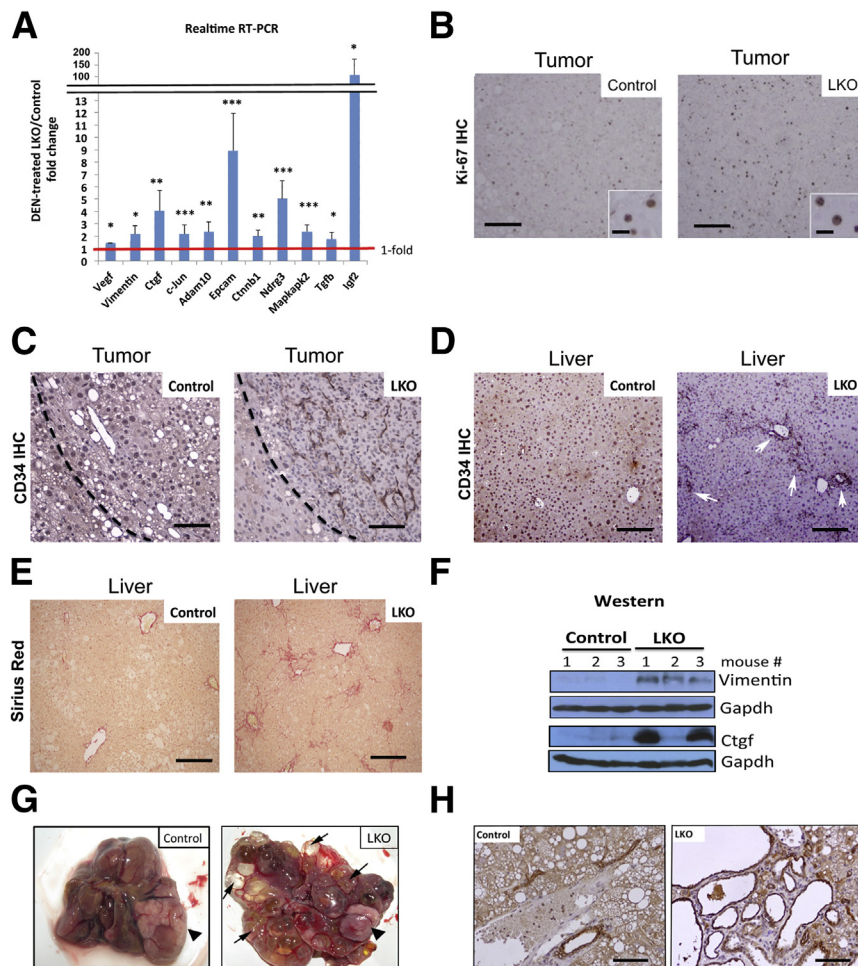 A
Realtime RT-PCR
DEN-treated LKO/Control
fold change
200
150
100
50
13
12
11
10
9
8
7
6
5
4
3
2
1
0
* * ** *** ** *** ** *** *** * *
1-fold
Vegf
Vimentin
Ctgf
c-Jun
Adam10
Epcam
Ctnnb1
Ndrg3
Mapkapk2
Tgfb
Igf2
B
Tumor Tumor
Control LKO
Ki-67 IHC
C
Tumor Tumor
Control LKO
CD34 IHC
D
Liver Liver
Control LKO
CD34 IHC
E
Liver Liver
Control LKO
Sirius Red
F
Western
Control LKO
1 2 3 1 2 3 mouse #
Vimentin
Gapdh
Ctgf
Gapdh
G
Control LKO
H
Control LKO